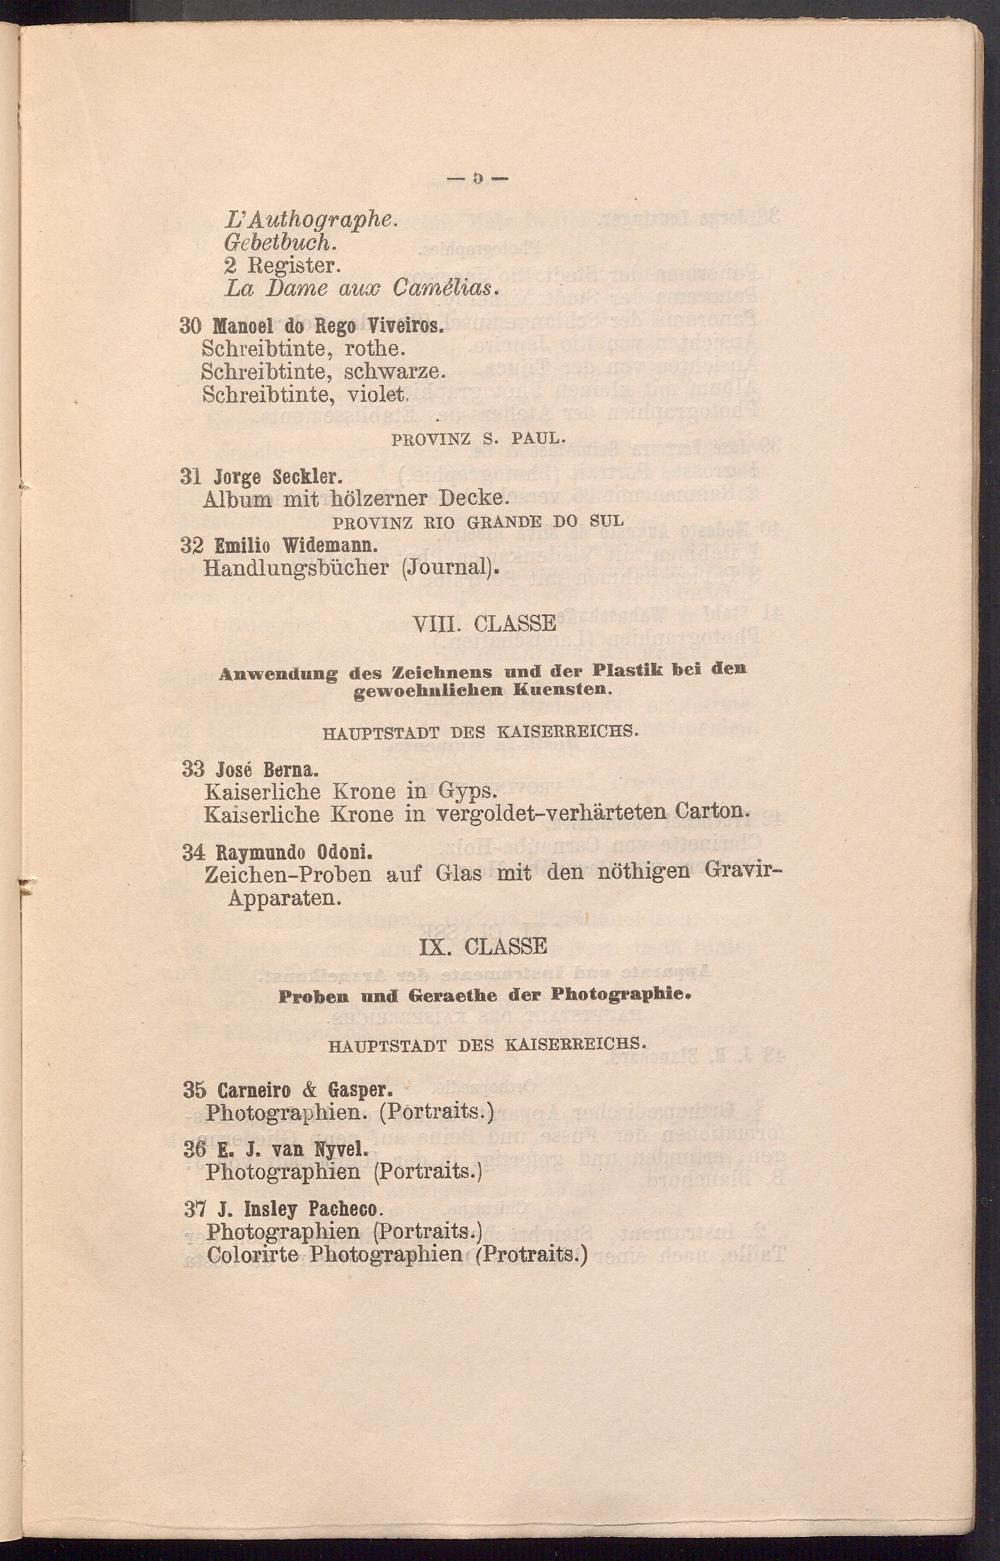 — 5 —
L'Authographe.
Gebetbuch.
2 Register.
La Dame aux Camélias.
30 Manoel do Rego Viveiros.
Schreibtinte, rothe.
Schreibtinte, schwarze.
Schreibtinte, violet.
PROVINZ S. PAUL.
31 Jorge Seckler.
Album mit hölzerner Decke.
PROVINZ RIO GRANDE DO SUL
32 Emilio Widemann.
Handlungsbücher (Journal).
VIII. CLASSE
Anwendung des Zeichnens und der Plastik bei den
gewoehnlichen Kuensten.
HAUPTSTADT DES KAISERREICHS.
33 José Berna.
Kaiserliche Krone in Gyps.
Kaiserliche Krone in vergoldet-verhärteten Carton.
34 Raymundo Odoni.
Zeichen-Proben auf Glas mit den nöthigen Gravir-
Apparaten.
IX. CLASSE
Proben und Geraethe der Photographie.
HAUPTSTADT DES KAISERREICHS.
35 Carneiro & Gasper.
Photographien. (Portraits.)
36 E. J. van Nyvel.
Photographien (Portraits.)
37 J. Insley Pacheco.
Photographien (Portraits.)
Colorirte Photographien (Protraits.)